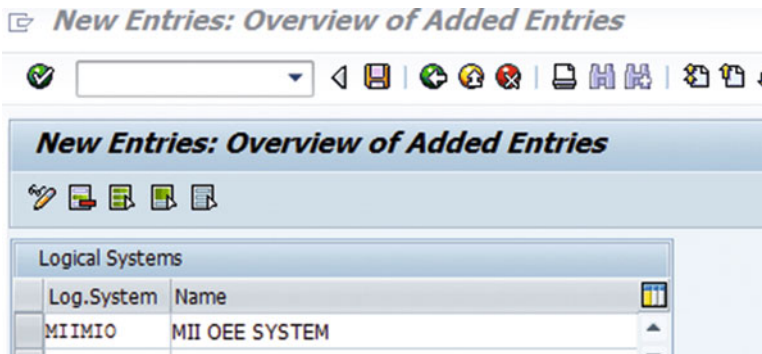 New Entries: Overview of Added Entries
New Entries: Overview of Added Entries
Logical Systems
Log.System Name
MIIMIO MII OEE SYSTEM